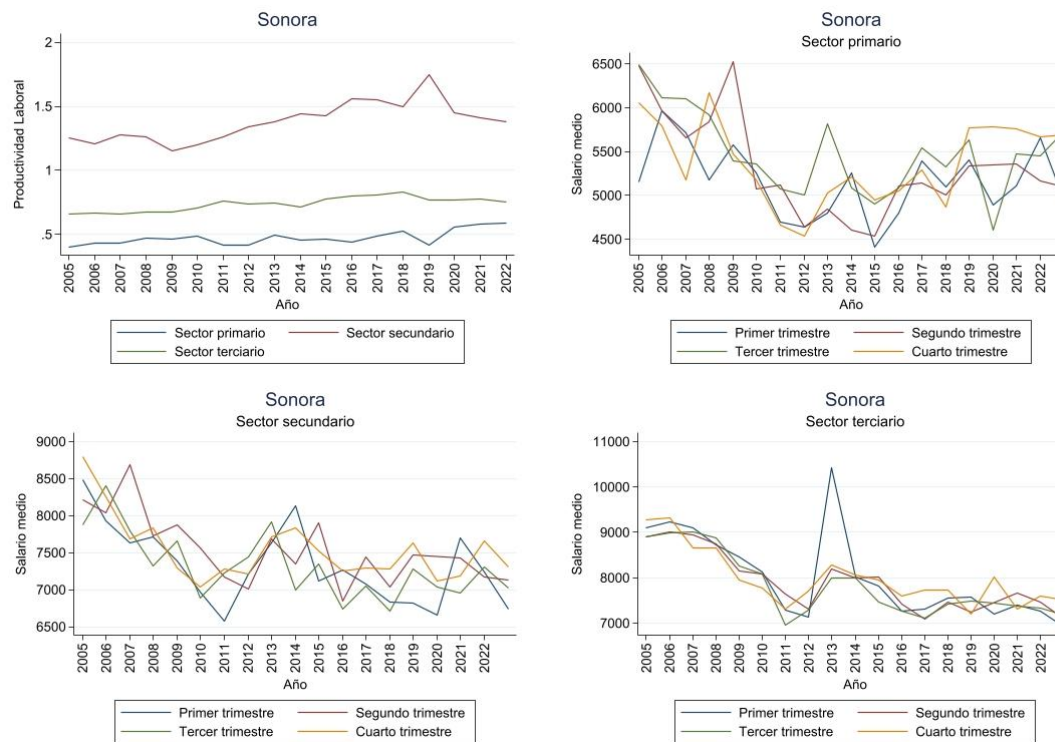 Sonora
Productividad Laboral
2
1.5
1
.5
2005 2006 2007 2008 2009 2010 2011 2012 2013 2014 2015 2016 2017 2018 2019 2020 2021 2022
Año
Sector primario Sector secundario
Sector terciario
Sonora
Sector primario
Salario medio
6500
6000
5500
5000
4500
2005 2006 2007 2008 2009 2010 2011 2012 2013 2014 2015 2016 2017 2018 2019 2020 2021 2022
Año
Primer trimestre Segundo trimestre
Tercer trimestre Cuarto trimestre
Sonora
Sector secundario
Salario medio
9000
8500
8000
7500
7000
6500
2005 2006 2007 2008 2009 2010 2011 2012 2013 2014 2015 2016 2017 2018 2019 2020 2021 2022
Año
Primer trimestre Segundo trimestre
Tercer trimestre Cuarto trimestre
Sonora
Sector terciario
Salario medio
11000
10000
9000
8000
7000
2005 2006 2007 2008 2009 2010 2011 2012 2013 2014 2015 2016 2017 2018 2019 2020 2021 2022
Año
Primer trimestre Segundo trimestre
Tercer trimestre Cuarto trimestre